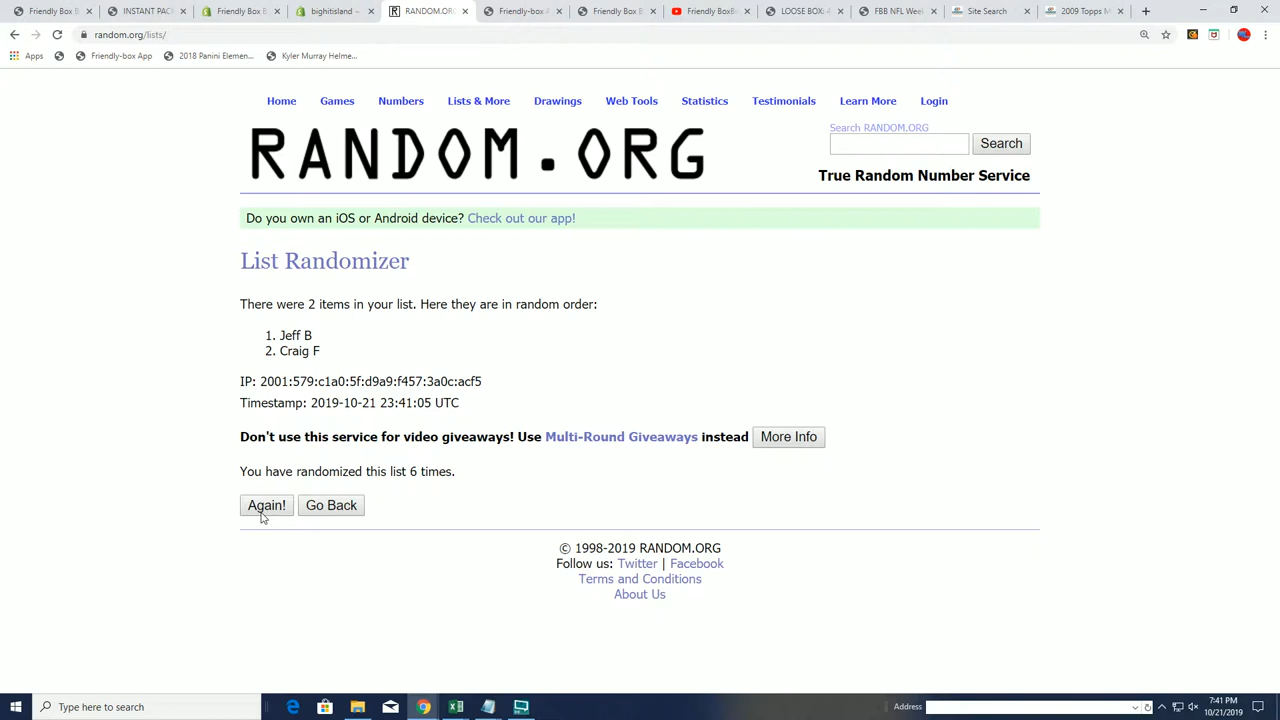 Friendly Box B
INSTANT PACK
Friendly Box B
bighitisland –
RANDOM.ORG
Friendly-box A
Friendly Box B
Friendly BoxBr
LOOSE BOX: 4
FBB NFL Week
Site Search
2009 Topps M
random.org/lists/
Apps
Friendly-box App
2018 Panini Elemen...
Kyler Murray Helme...
Home
Games
Numbers
Lists & More
Drawings
Web Tools
Statistics
Testimonials
Learn More
Login
RANDOM.ORG
Search RANDOM.ORG
Search
True Random Number Service
Do you own an iOS or Android device? Check out our app!
List Randomizer
There were 2 items in your list. Here they are in random order:
1. Jeff B
2. Craig F
IP: 2001:579:c1a0:5f:d9a9:f457:3a0c:acf5
Timestamp: 2019-10-21 23:41:05 UTC
Don't use this service for video giveaways! Use Multi-Round Giveaways instead More Info
You have randomized this list 6 times.
Again! Go Back
© 1998-2019 RANDOM.ORG
Follow us: Twitter | Facebook
Terms and Conditions
About Us
Type here to search
Address
7:41 PM
10/21/2019